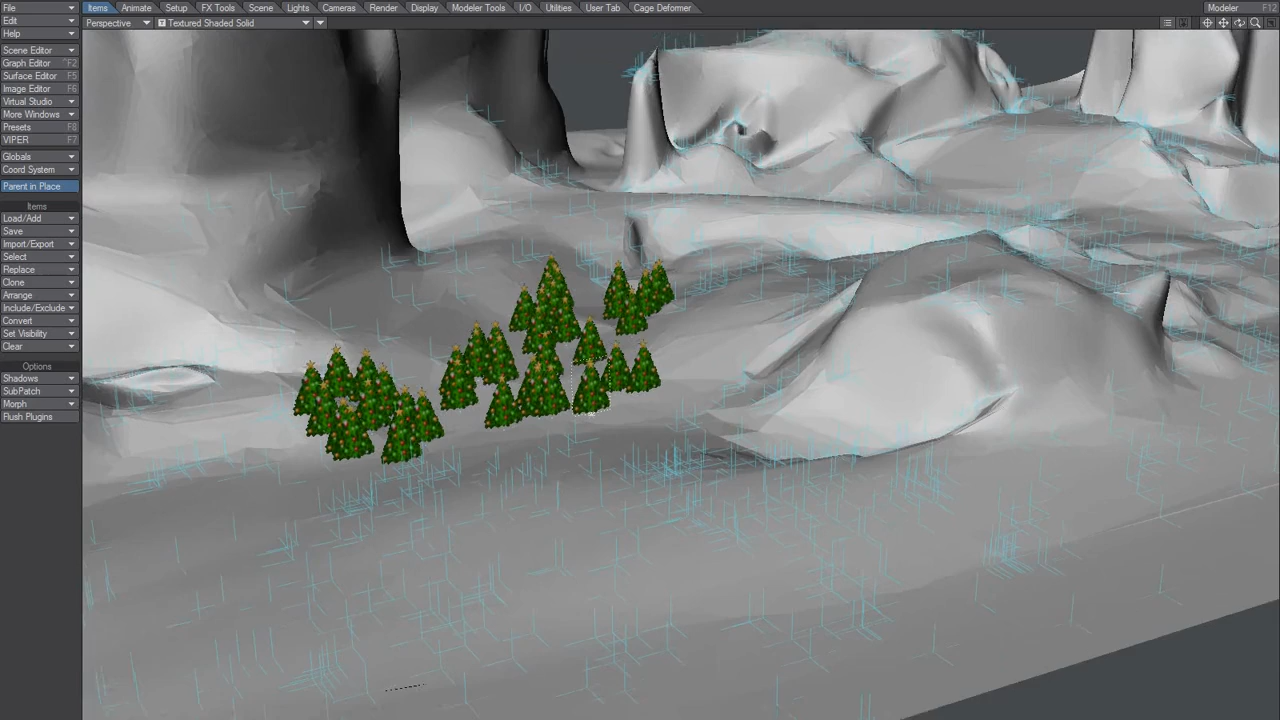 File
Items Animate Setup FX Tools Scene Lights Cameras Render Display Modeler Tools I/O Utilities User Tab Cage Deformer
Modeler F12
Edit
Perspective
T Textured Shaded Solid
Help
Scene Editor
Graph Editor ^F2
Surface Editor F5
Image Editor F6
Virtual Studio
More Windows
Presets F8
VIPER F7
Globals
Coord System
Parent in Place
Items
Load/Add
Save
Import/Export
Select
Replace
Clone
Arrange
Include/Exclude
Convert
Set Visibility
Clear
Options
Shadows
SubPatch
Morph
Flush Plugins